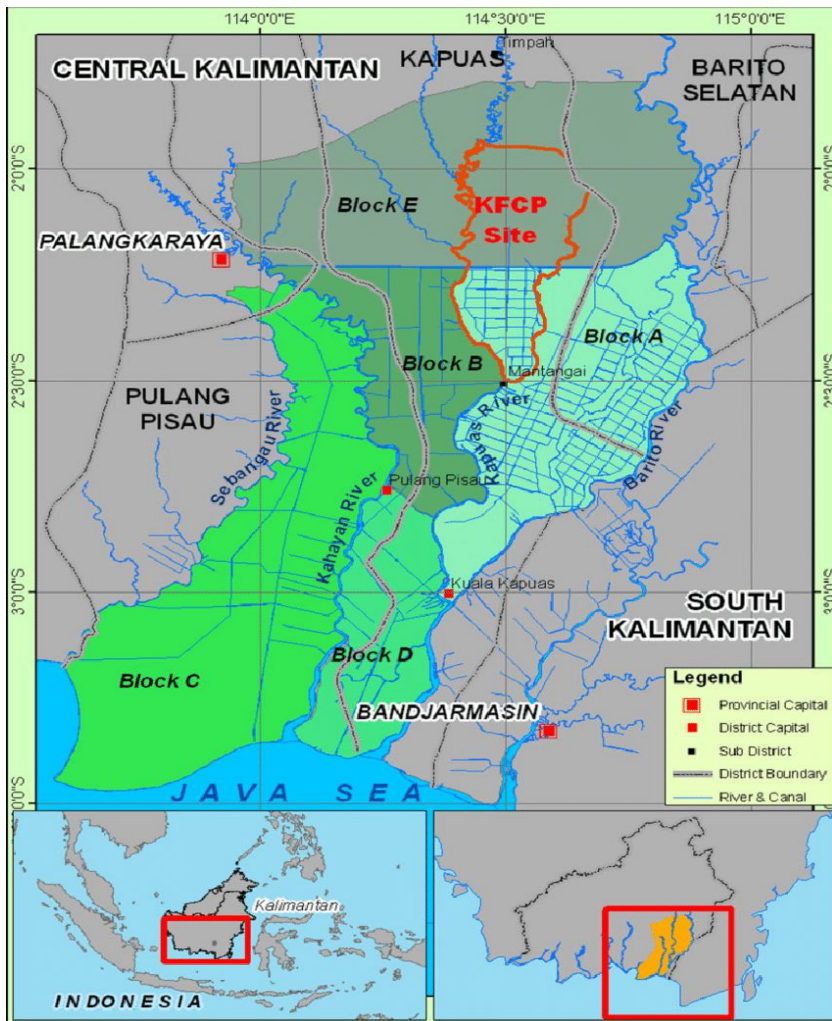 114°0'0"E
114°30'0"E
115°0'0"E
Timpah
KAPUAS
CENTRAL KALIMANTAN
BARITO
SELATAN
2°0'0"S
2°0'0"S
Block E
KFCP
Site
PALANGKARAYA
Block A
Block B
Mantangai
2°30'0"S
2°30'0"S
PULANG
PISAU
Kapuas River
Sebangau River
Barito River
Pulang Pisau
Kahayan River
Kuala Kapuas
3°0'0"S
3°0'0"S
SOUTH
KALIMANTAN
Block D
Block C
BANDJARMASIN
JAVA SEA
Legend
Provincial Capital
District Capital
Sub District
District Boundary
River & Canal
Kalimantan
INDONESIA